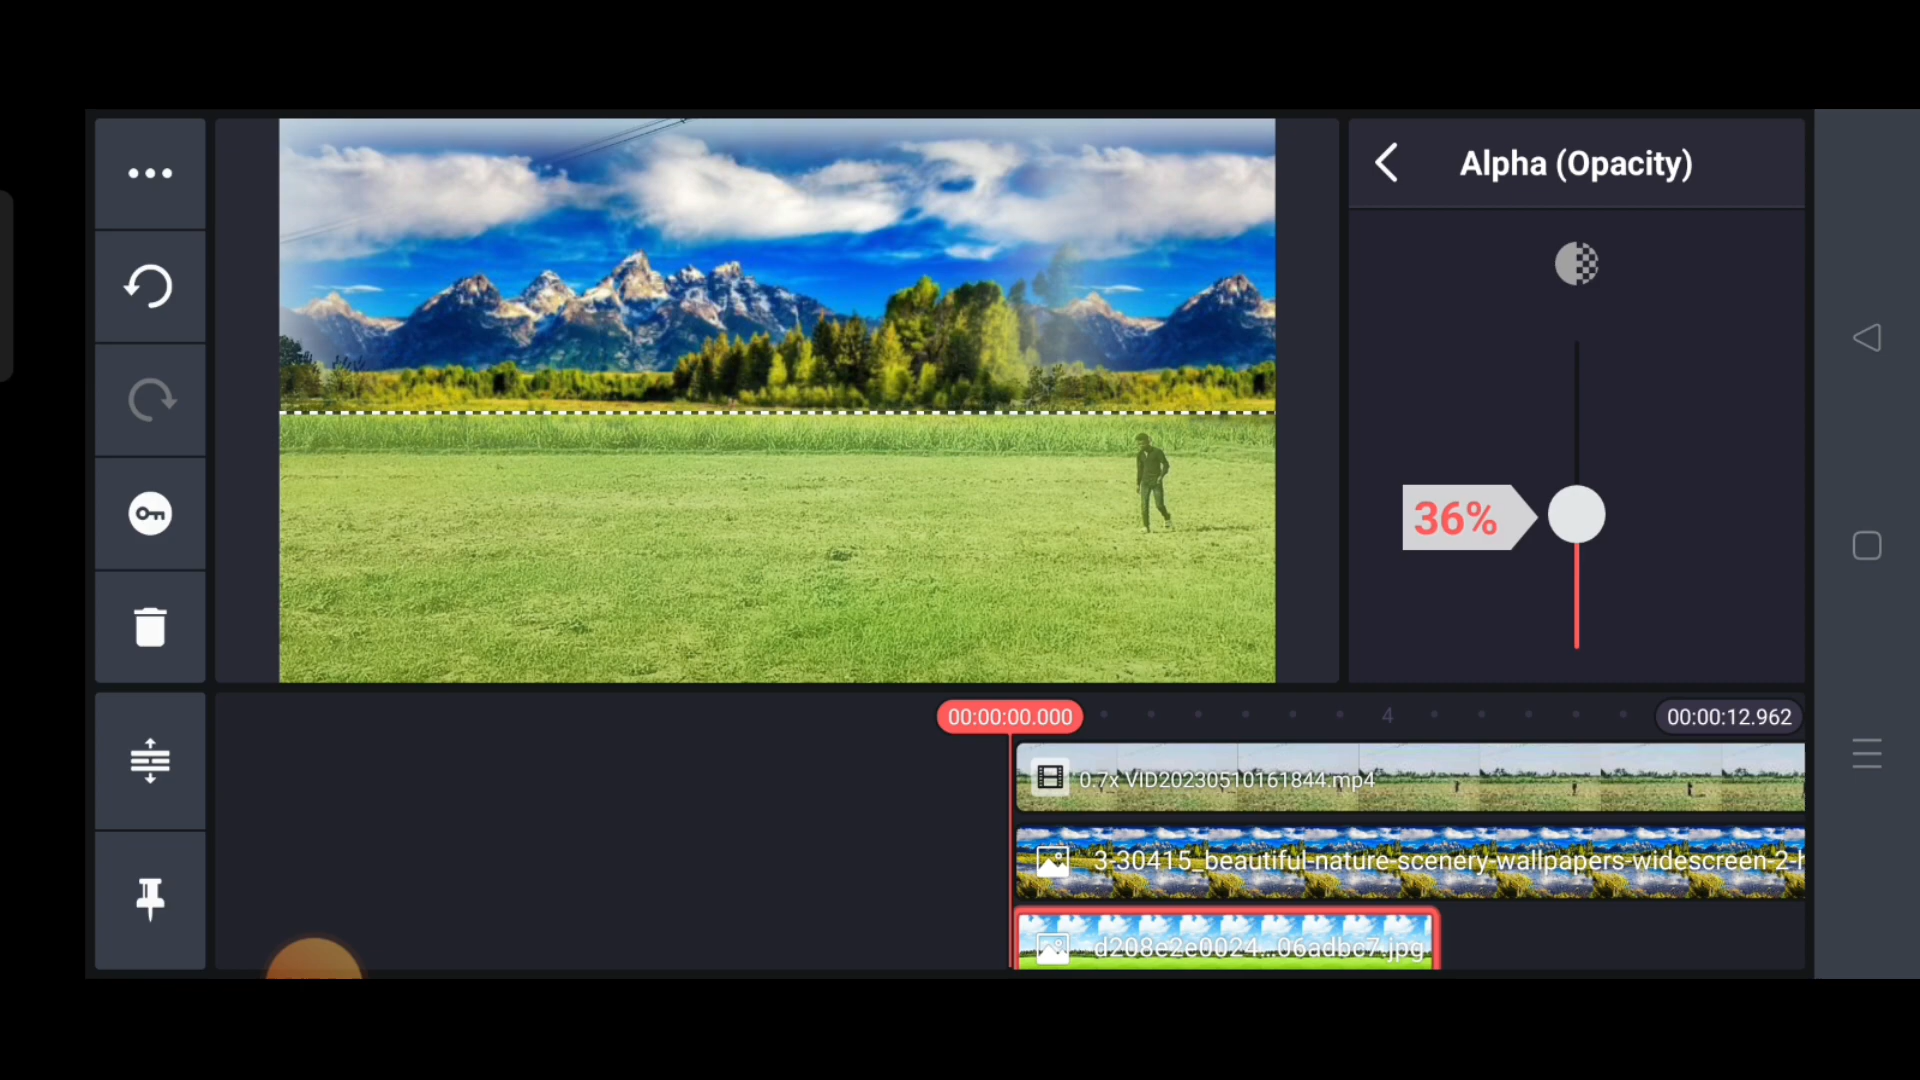 Alpha (Opacity)
36%
00:00:00.000
4
00:00:12.962
0.7x VID20230510161844.mp4
3-30415_beautiful-nature-scenery-wallpapers-widescreen-2-h
d208e2e0024...06adbc7.jpg